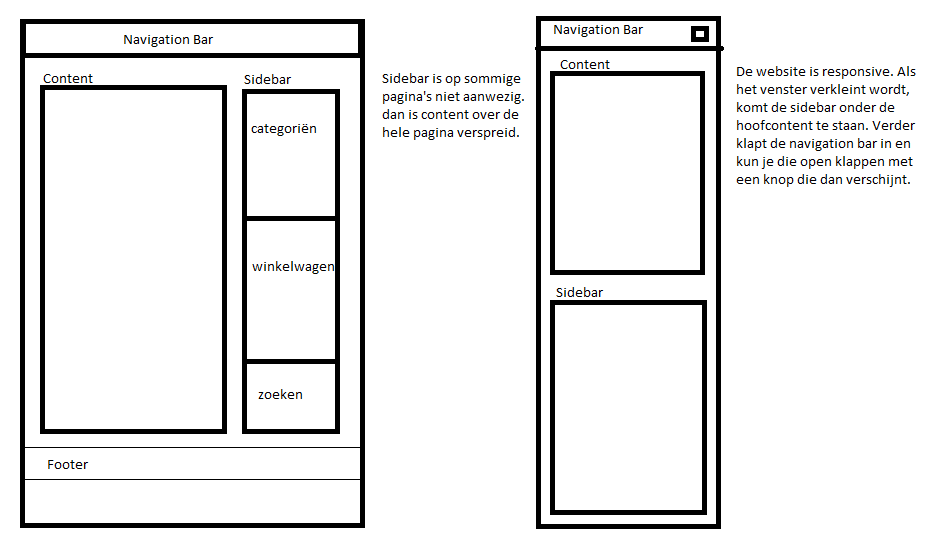 Navigation Bar
Content
Sidebar
categoriën
winkelwagen
zoeken
Footer
Sidebar is op sommige
pagina's niet aanwezig.
dan is content over de
hele pagina verspreid.
Navigation Bar
Content
Sidebar
De website is responsive. Als
het venster verkleint wordt,
komt de sidebar onder de
hoofcontent te staan. Verder
klapt de navigation bar in en
kun je die open klappen met
een knop die dan verschijnt.